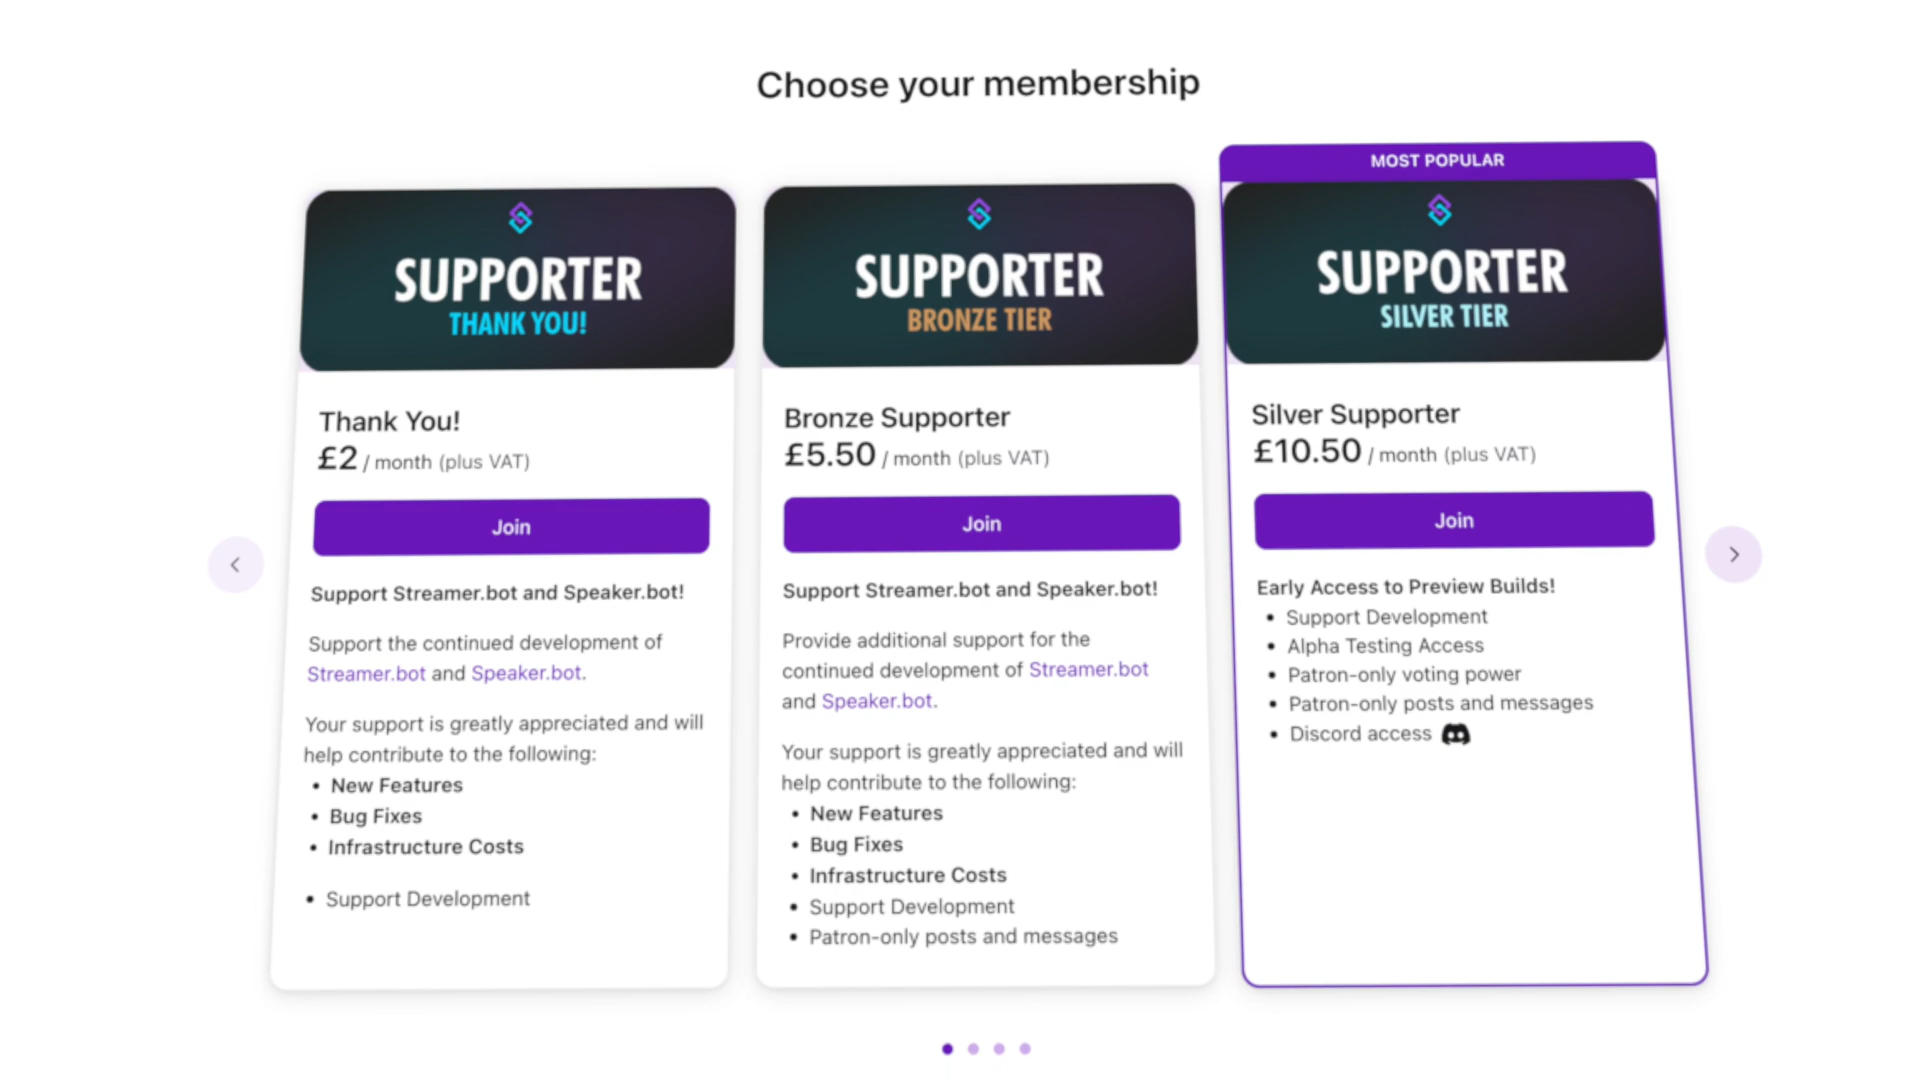 Choose your membership
SUPPORTER
THANK YOU!
Thank You!
£2 / month (plus VAT)
Join
Support Streamer.bot and Speaker.bot!
Support the continued development of
Streamer.bot and Speaker.bot.
Your support is greatly appreciated and will
help contribute to the following:
• New Features
• Bug Fixes
• Infrastructure Costs
• Support Development
SUPPORTER
BRONZE TIER
Bronze Supporter
£5.50 / month (plus VAT)
Join
Support Streamer.bot and Speaker.bot!
Provide additional support for the
continued development of Streamer.bot
and Speaker.bot.
Your support is greatly appreciated and will
help contribute to the following:
• New Features
• Bug Fixes
• Infrastructure Costs
• Support Development
• Patron-only posts and messages
MOST POPULAR
SUPPORTER
SILVER TIER
Silver Supporter
£10.50 / month (plus VAT)
Join
Early Access to Preview Builds!
• Support Development
• Alpha Testing Access
• Patron-only voting power
• Patron-only posts and messages
• Discord access